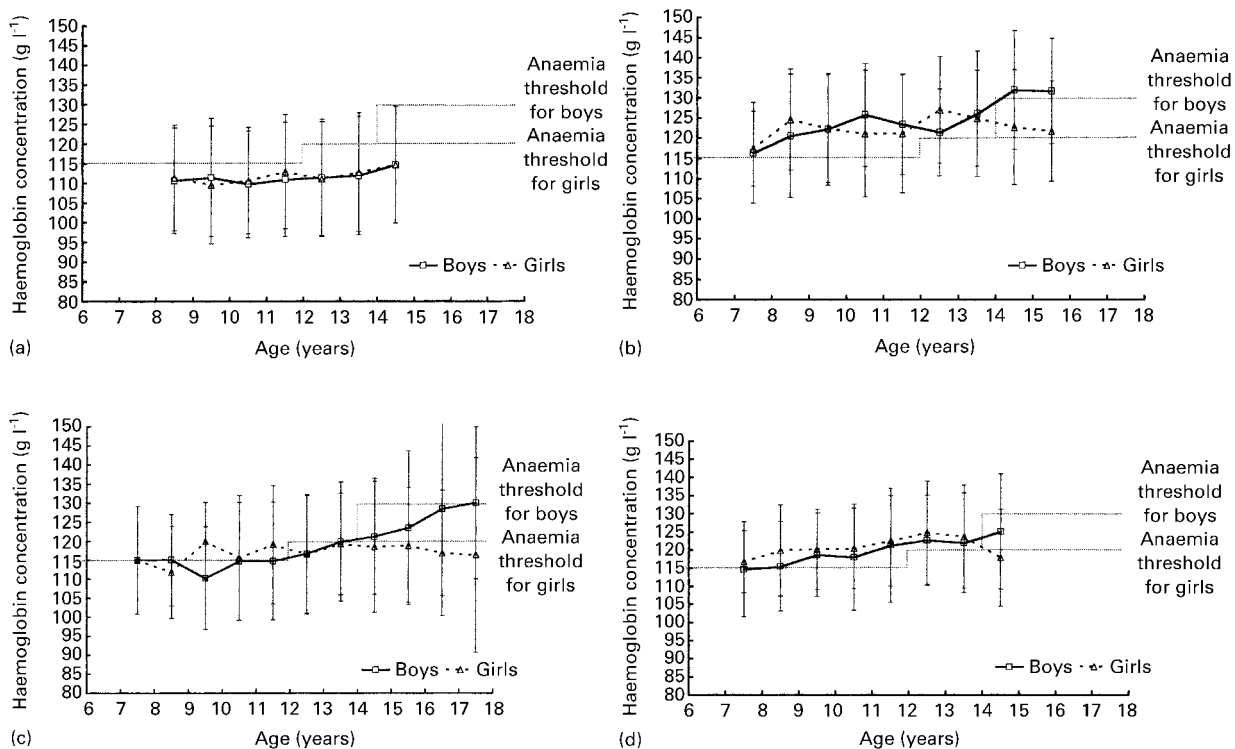 Haemoglobin concentration (g l⁻¹)
150
145
140
135
130
125
120
115
110
105
100
95
90
85
80
Anaemia
threshold
for boys
Anaemia
threshold
for girls
Boys Girls
6 7 8 9 10 11 12 13 14 15 16 17 18
(a) Age (years)
Haemoglobin concentration (g l⁻¹)
150
145
140
135
130
125
120
115
110
105
100
95
90
85
80
Anaemia
threshold
for boys
Anaemia
threshold
for girls
Boys Girls
6 7 8 9 10 11 12 13 14 15 16 17 18
(b) Age (years)
Haemoglobin concentration (g l⁻¹)
150
145
140
135
130
125
120
115
110
105
100
95
90
85
80
Anaemia
threshold
for boys
Anaemia
threshold
for girls
Boys Girls
6 7 8 9 10 11 12 13 14 15 16 17 18
(c) Age (years)
Haemoglobin concentration (g l⁻¹)
150
145
140
135
130
125
120
115
110
105
100
95
90
85
80
Anaemia
threshold
for boys
Anaemia
threshold
for girls
Boys Girls
6 7 8 9 10 11 12 13 14 15 16 17 18
(d) Age (years)